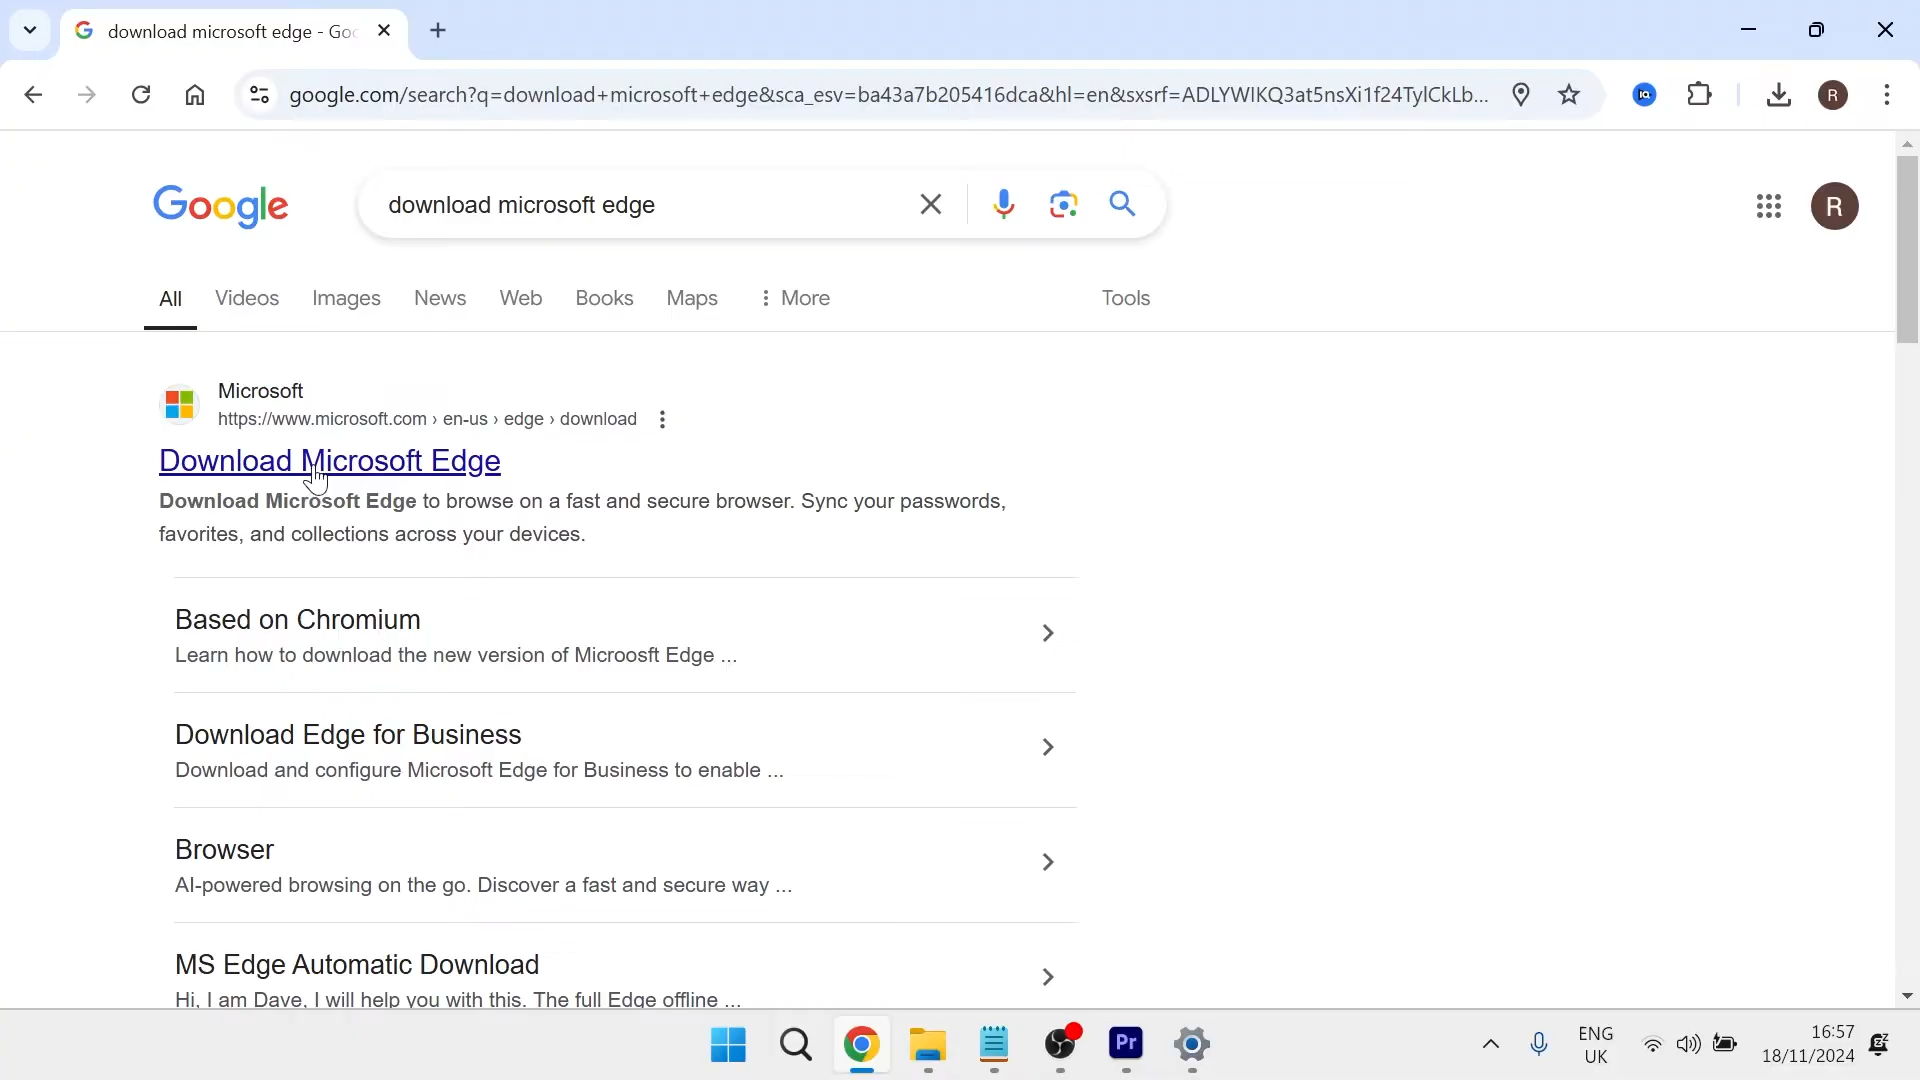 download microsoft edge - Goo
google.com/search?q=download+microsoft+edge&sca_esv=ba43a7b205416dca&hl=en&sxsrf=ADLYWIKQ3at5nsXi1f24TylCkLb...
R
Google
download microsoft edge
R
All Videos Images News Web Books Maps More Tools
Microsoft
https://www.microsoft.com › en-us › edge › download
Download Microsoft Edge
Download Microsoft Edge to browse on a fast and secure browser. Sync your passwords,
favorites, and collections across your devices.
Based on Chromium
Learn how to download the new version of Microosft Edge ...
Download Edge for Business
Download and configure Microsoft Edge for Business to enable ...
Browser
AI-powered browsing on the go. Discover a fast and secure way ...
MS Edge Automatic Download
Hi, I am Dave, I will help you with this. The full Edge offline ...
Pr
ENG
UK
16:57
18/11/2024